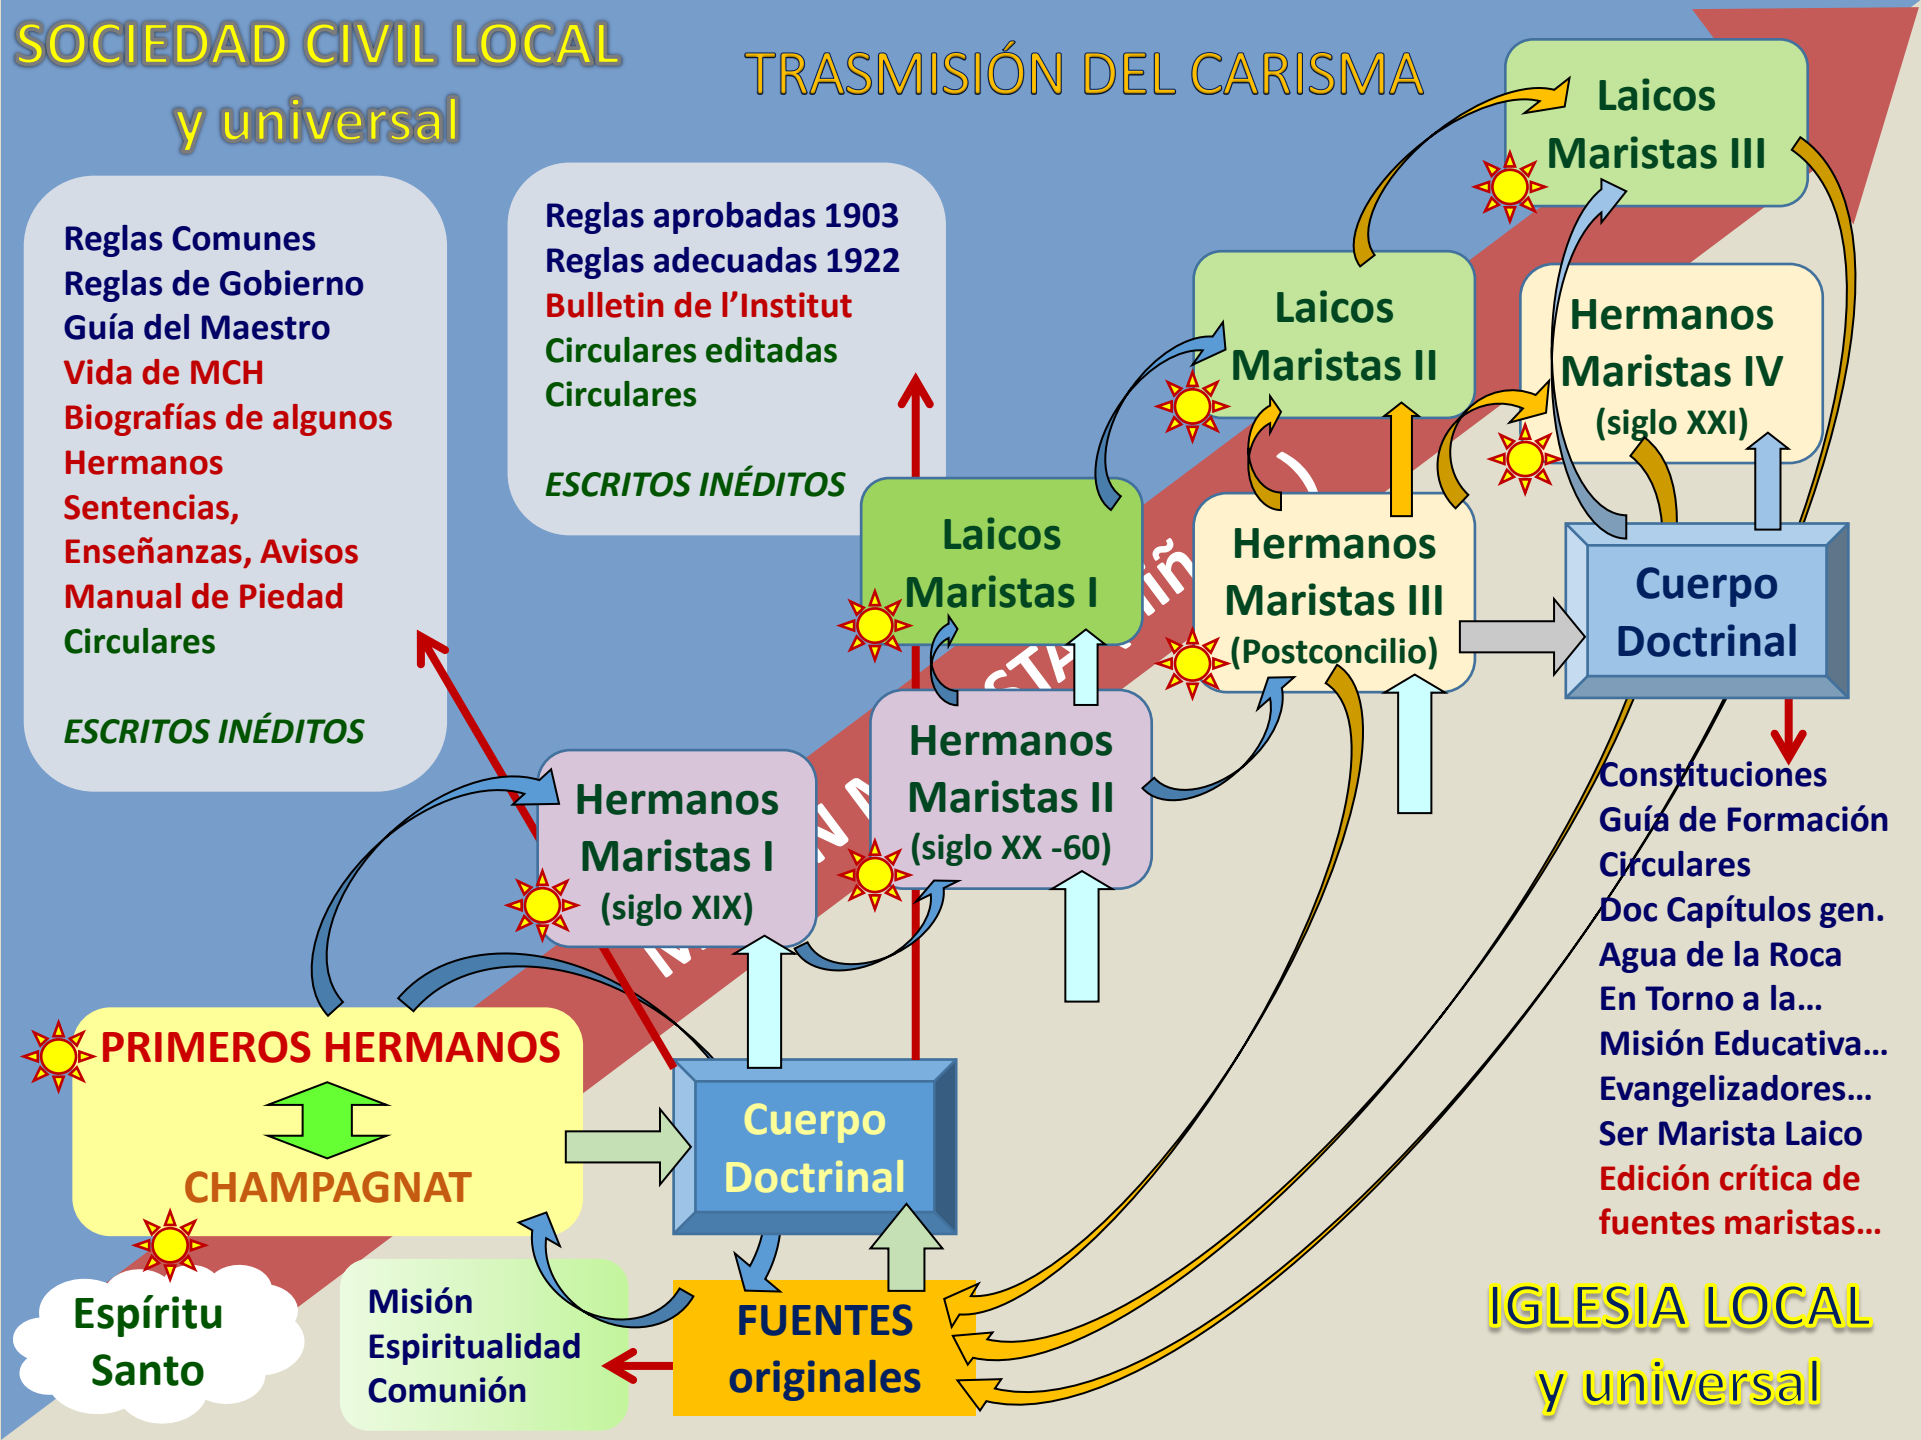 SOCIEDAD CIVIL LOCAL
y universal
TRASMISIÓN DEL CARISMA
Reglas Comunes
Reglas de Gobierno
Guía del Maestro
Vida de MCH
Biografías de algunos
Hermanos
Sentencias,
Enseñanzas, Avisos
Manual de Piedad
Circulares
ESCRITOS INÉDITOS
Reglas aprobadas 1903
Reglas adecuadas 1922
Bulletin de l’Institut
Circulares editadas
Circulares
ESCRITOS INÉDITOS
Laicos
Maristas III
Laicos
Maristas II
Hermanos
Maristas IV
(siglo XXI)
Laicos
Maristas I
Hermanos
Maristas III
(Postconcilio)
Cuerpo
Doctrinal
Hermanos
Maristas II
(siglo XX -60)
Hermanos
Maristas I
(siglo XIX)
Constituciones
Guía de Formación
Circulares
Doc Capítulos gen.
Agua de la Roca
En Torno a la...
Misión Educativa...
Evangelizadores...
Ser Marista Laico
Edición crítica de
fuentes maristas...
PRIMEROS HERMANOS
CHAMPAGNAT
Cuerpo
Doctrinal
Espíritu
Santo
Misión
Espiritualidad
Comunión
FUENTES
originales
IGLESIA LOCAL
y universal